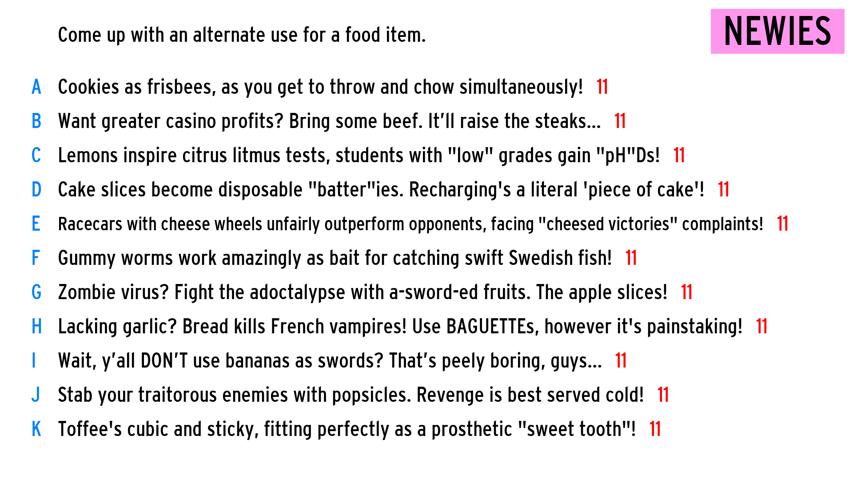 Come up with an alternate use for a food item.
NEWIES
A Cookies as frisbees, as you get to throw and chow simultaneously! 11
B Want greater casino profits? Bring some beef. It’ll raise the steaks... 11
C Lemons inspire citrus litmus tests, students with "low" grades gain "pH"Ds! 11
D Cake slices become disposable "batter"ies. Recharging's a literal 'piece of cake'! 11
E Racecars with cheese wheels unfairly outperform opponents, facing "cheesed victories" complaints! 11
F Gummy worms work amazingly as bait for catching swift Swedish fish! 11
G Zombie virus? Fight the adoctalypse with a-sword-ed fruits. The apple slices! 11
H Lacking garlic? Bread kills French vampires! Use BAGUETTEs, however it's painstaking! 11
I Wait, y’all DON’T use bananas as swords? That’s peely boring, guys... 11
J Stab your traitorous enemies with popsicles. Revenge is best served cold! 11
K Toffee's cubic and sticky, fitting perfectly as a prosthetic "sweet tooth"! 11